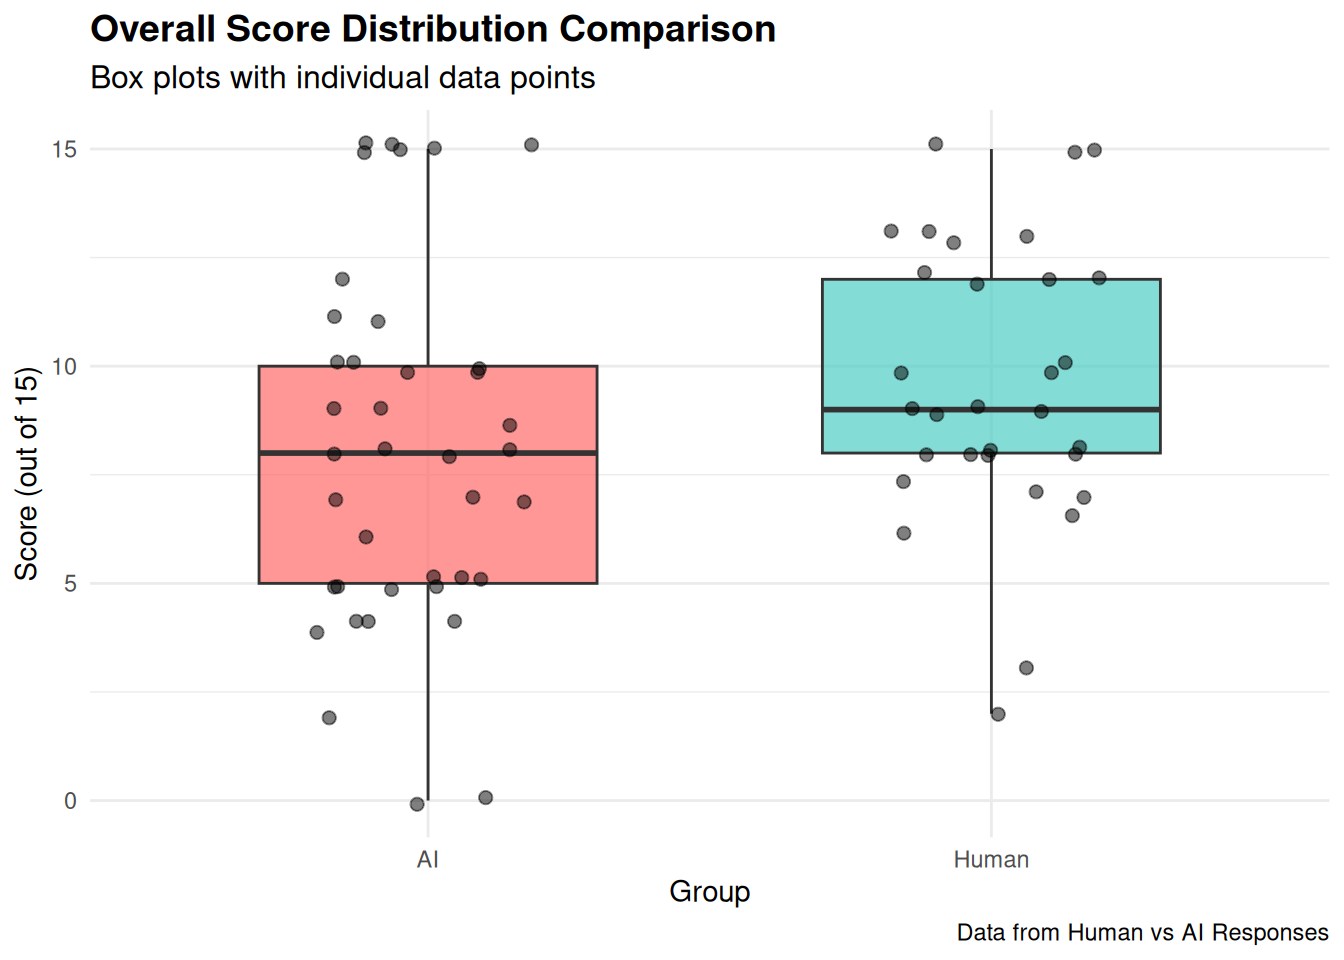 Overall Score Distribution Comparison
Box plots with individual data points
Score (out of 15)
15
10
5
0
AI
Human
Group
Data from Human vs AI Responses